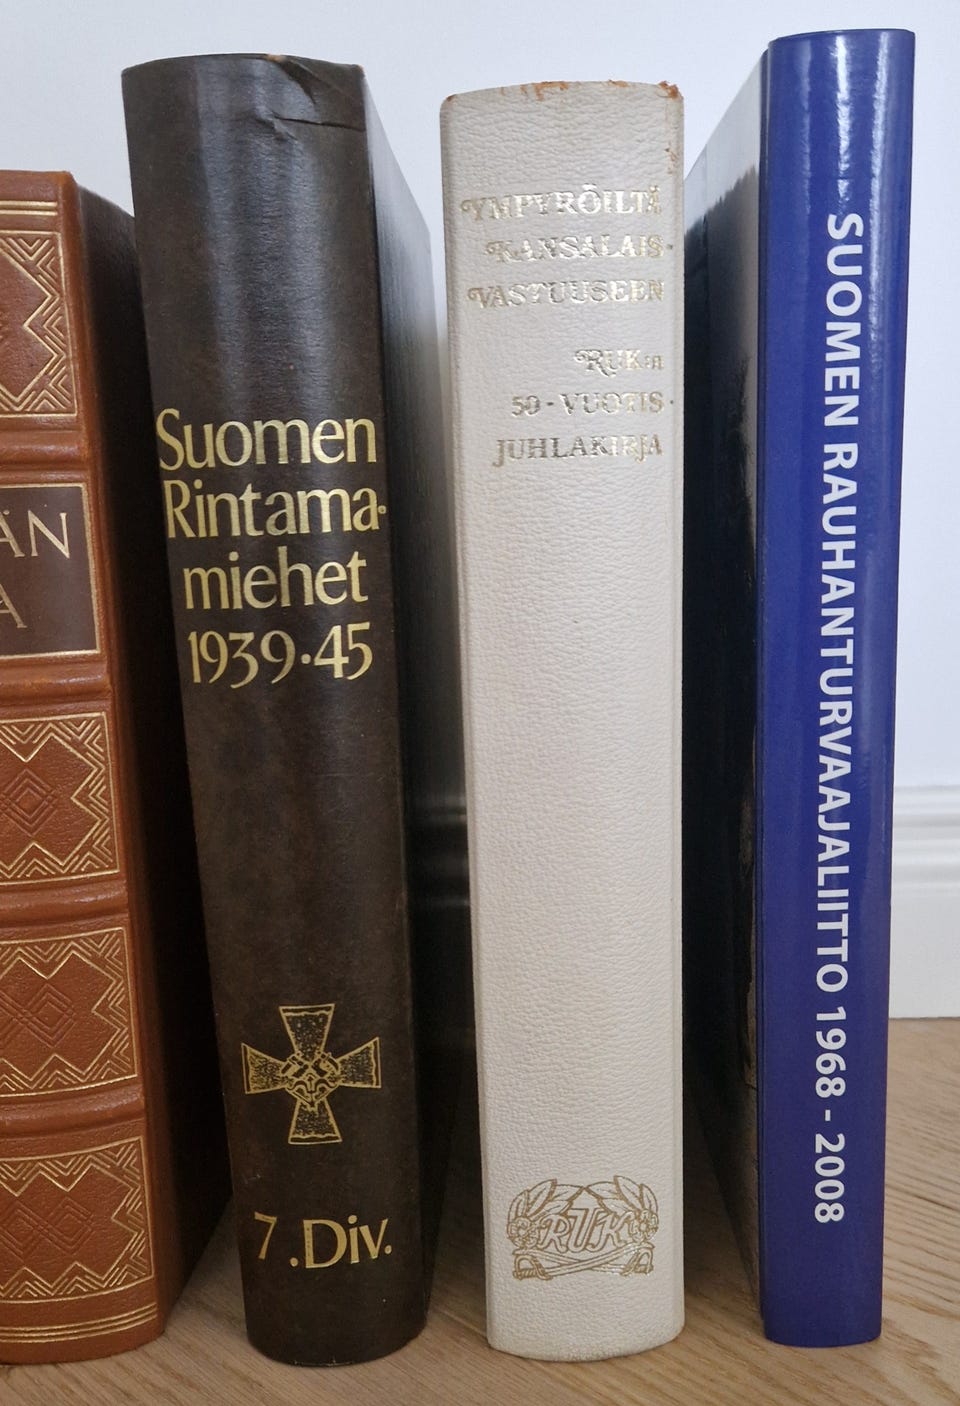 ÄN
A
Suomen
Rintama-
miehet
1939·45
7.Div.
YMPYRÖILTÄ
KANSALAIS-
VASTUUSEEN
RUK:n
50-VUOTIS-
JUHLAKIRJA
RUK
SUOMEN RAUHANTURVAAJALIITTO 1968 - 2008